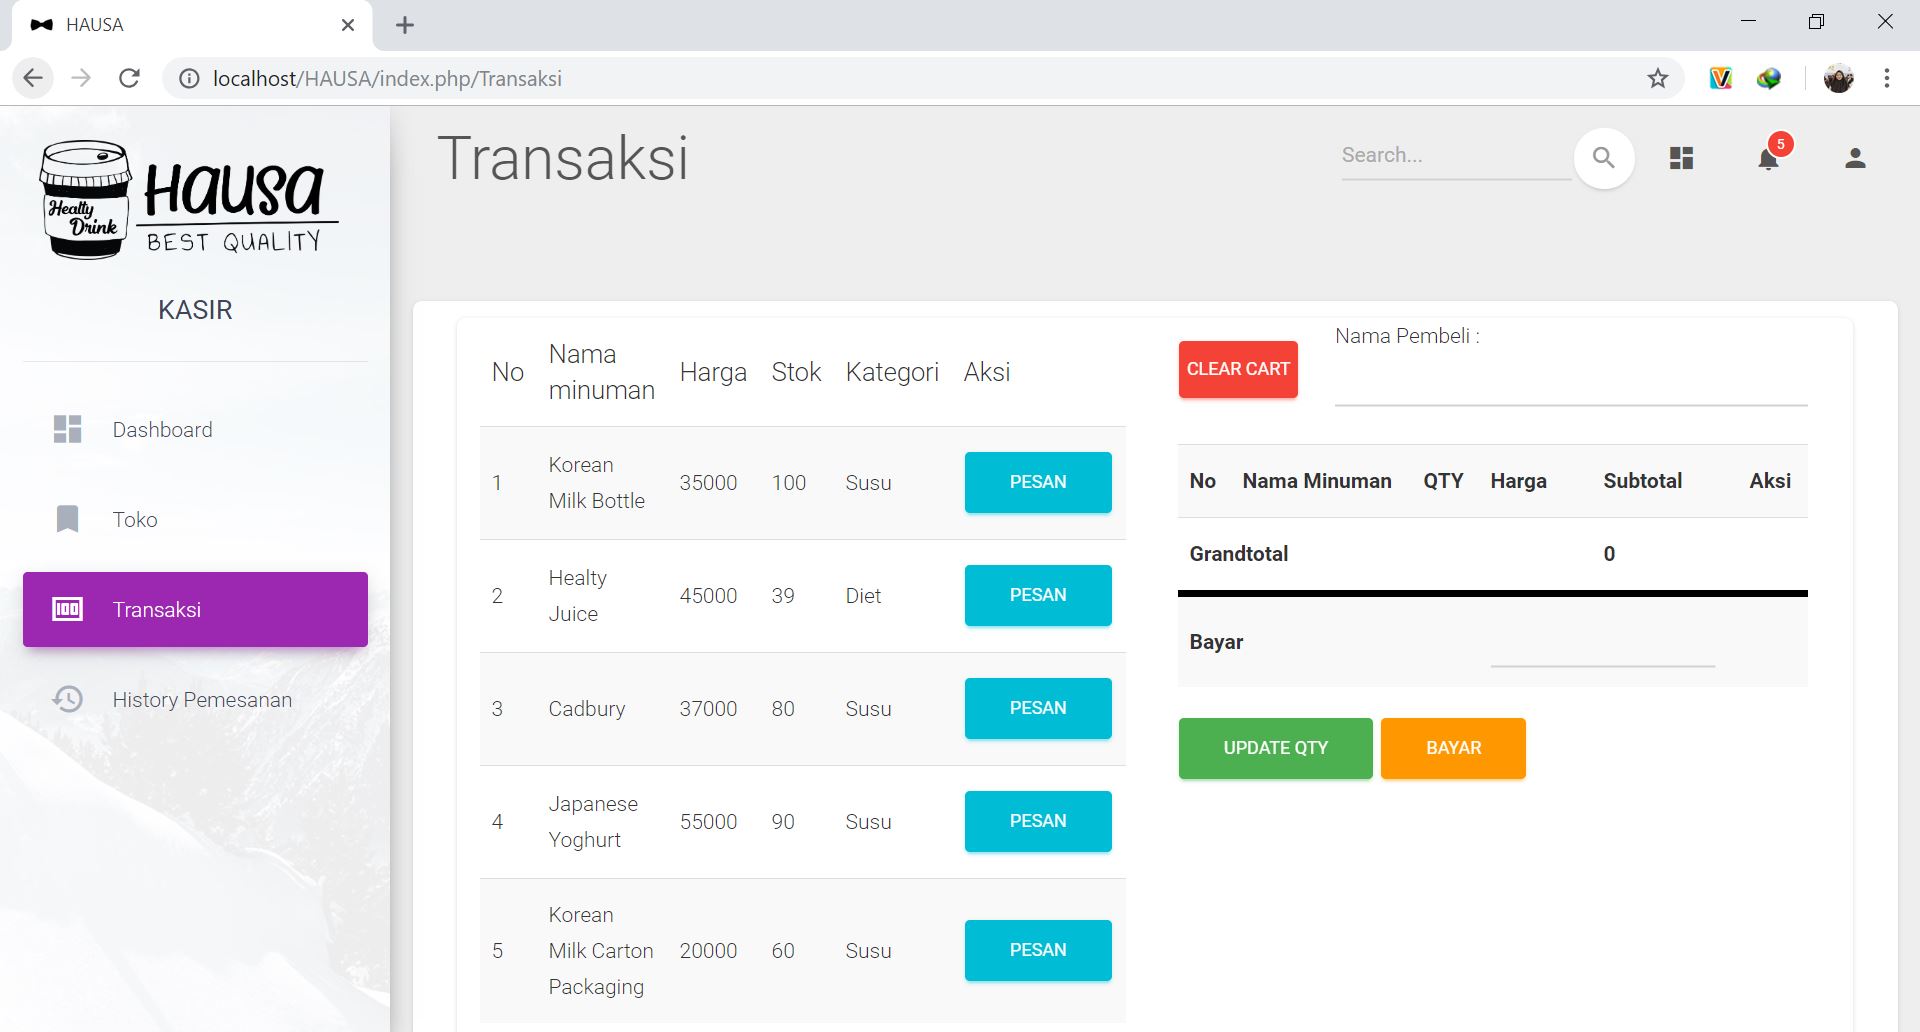 HAUSA
localhost/HAUSA/index.php/Transaksi
Healty
Drink
Hausa
BEST QUALITY
KASIR
Dashboard
Toko
100
Transaksi
History Pemesanan
Transaksi
Search...
5
No Nama minuman Harga Stok Kategori Aksi
1 Korean Milk Bottle 35000 100 Susu PESAN
2 Healty Juice 45000 39 Diet PESAN
3 Cadbury 37000 80 Susu PESAN
4 Japanese Yoghurt 55000 90 Susu PESAN
5 Korean Milk Carton Packaging 20000 60 Susu PESAN
CLEAR CART
Nama Pembeli :
No Nama Minuman QTY Harga Subtotal Aksi
Grandtotal 0
Bayar
UPDATE QTY BAYAR